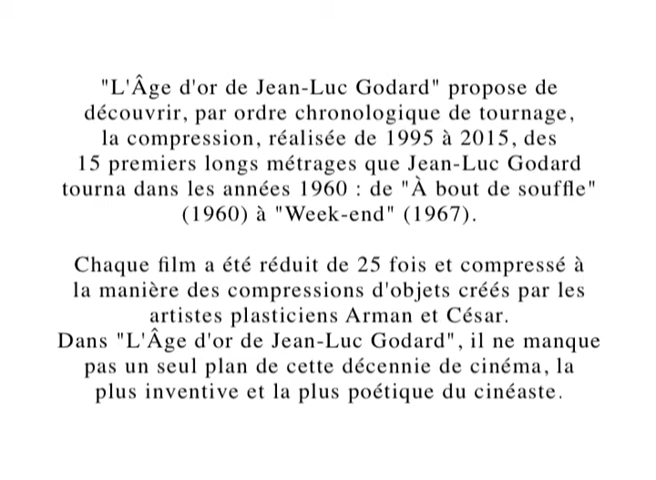 "L'Âge d'or de Jean-Luc Godard" propose de
découvrir, par ordre chronologique de tournage,
la compression, réalisée de 1995 à 2015, des
15 premiers longs métrages que Jean-Luc Godard
tourna dans les années 1960 : de "À bout de souffle"
(1960) à "Week-end" (1967).
Chaque film a été réduit de 25 fois et compressé à
la manière des compressions d'objets créés par les
artistes plasticiens Arman et César.
Dans "L'Âge d'or de Jean-Luc Godard", il ne manque
pas un seul plan de cette décennie de cinéma, la
plus inventive et la plus poétique du cinéaste.